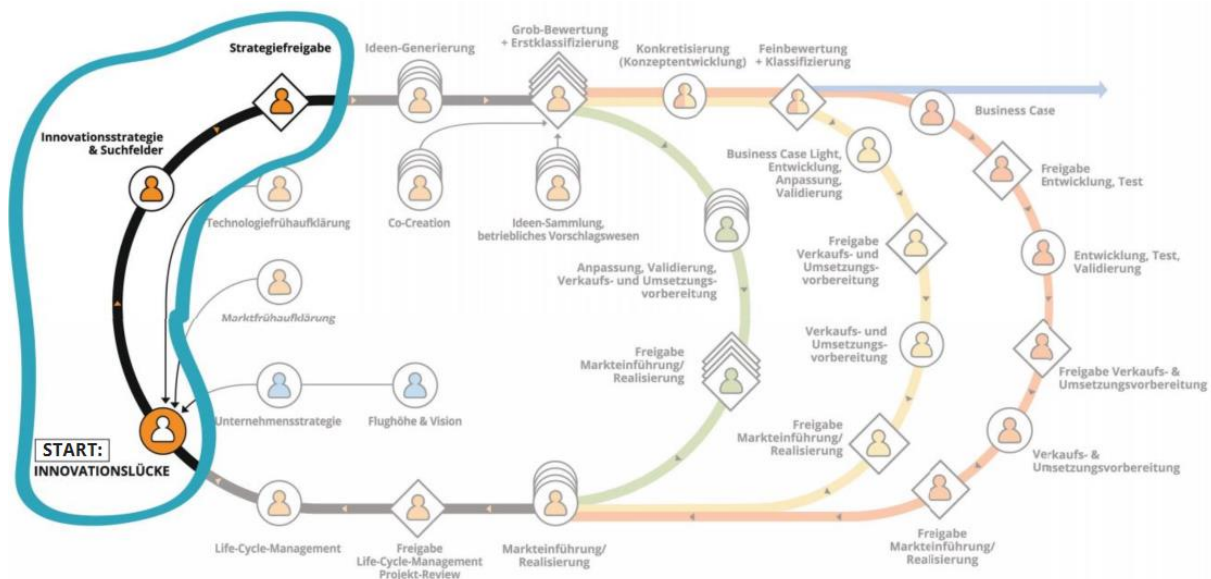 Strategiefreigabe
Ideen-Generierung
Grob-Bewertung
+ Erstklassifizierung
Konkretisierung
(Konzeptentwicklung)
Feinbewertung
+ Klassifizierung
Business Case
Innovationsstrategie
& Suchfelder
Technologiefrühaufklärung
Co-Creation
Ideen-Sammlung,
betriebliches Vorschlagswesen
Business Case Light,
Entwicklung,
Anpassung,
Validierung
Freigabe
Entwicklung, Test
Marktfrühaufklärung
Anpassung, Validierung,
Verkaufs- und Umsetzungs-
vorbereitung
Freigabe
Verkaufs- und
Umsetzungs-
vorbereitung
Entwicklung, Test,
Validierung
Unternehmensstrategie
Flughöhe & Vision
Freigabe
Markteinführung/
Realisierung
Verkaufs- und
Umsetzungs-
vorbereitung
Freigabe Verkaufs- &
Umsetzungsvorbereitung
START:
INNOVATIONSLÜCKE
Freigabe
Markteinführung/
Realisierung
Verkaufs- &
Umsetzungsvorbereitung
Life-Cycle-Management
Freigabe
Life-Cycle-Management
Projekt-Review
Markteinführung/
Realisierung
Freigabe
Markteinführung/
Realisierung